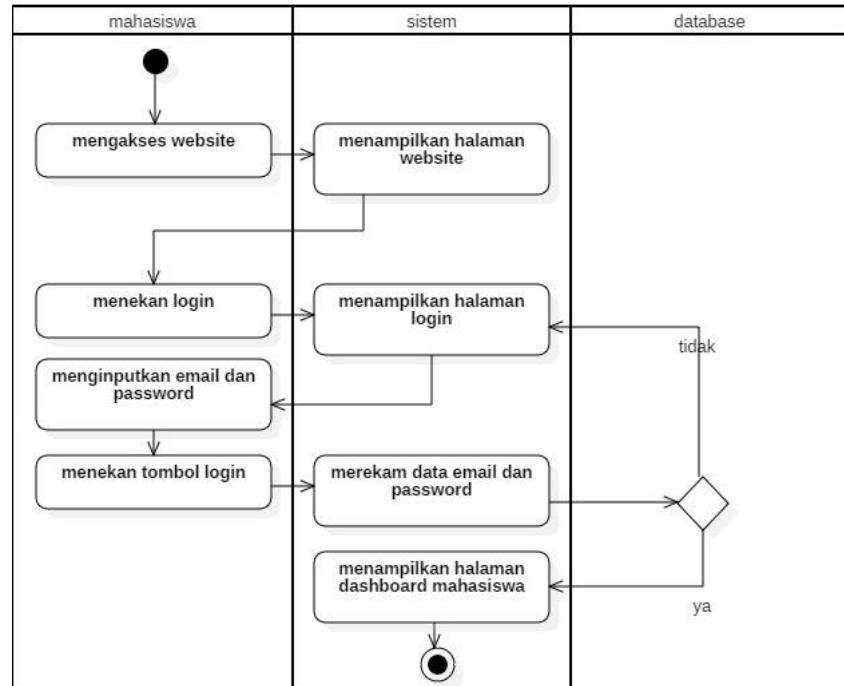 mahasiswa
sistem
database
mengakses website
menampilkan halaman
website
menekan login
menampilkan halaman
login
tidak
menginputkan email dan
password
menekan tombol login
merekam data email dan
password
menampilkan halaman
dashboard mahasiswa
ya